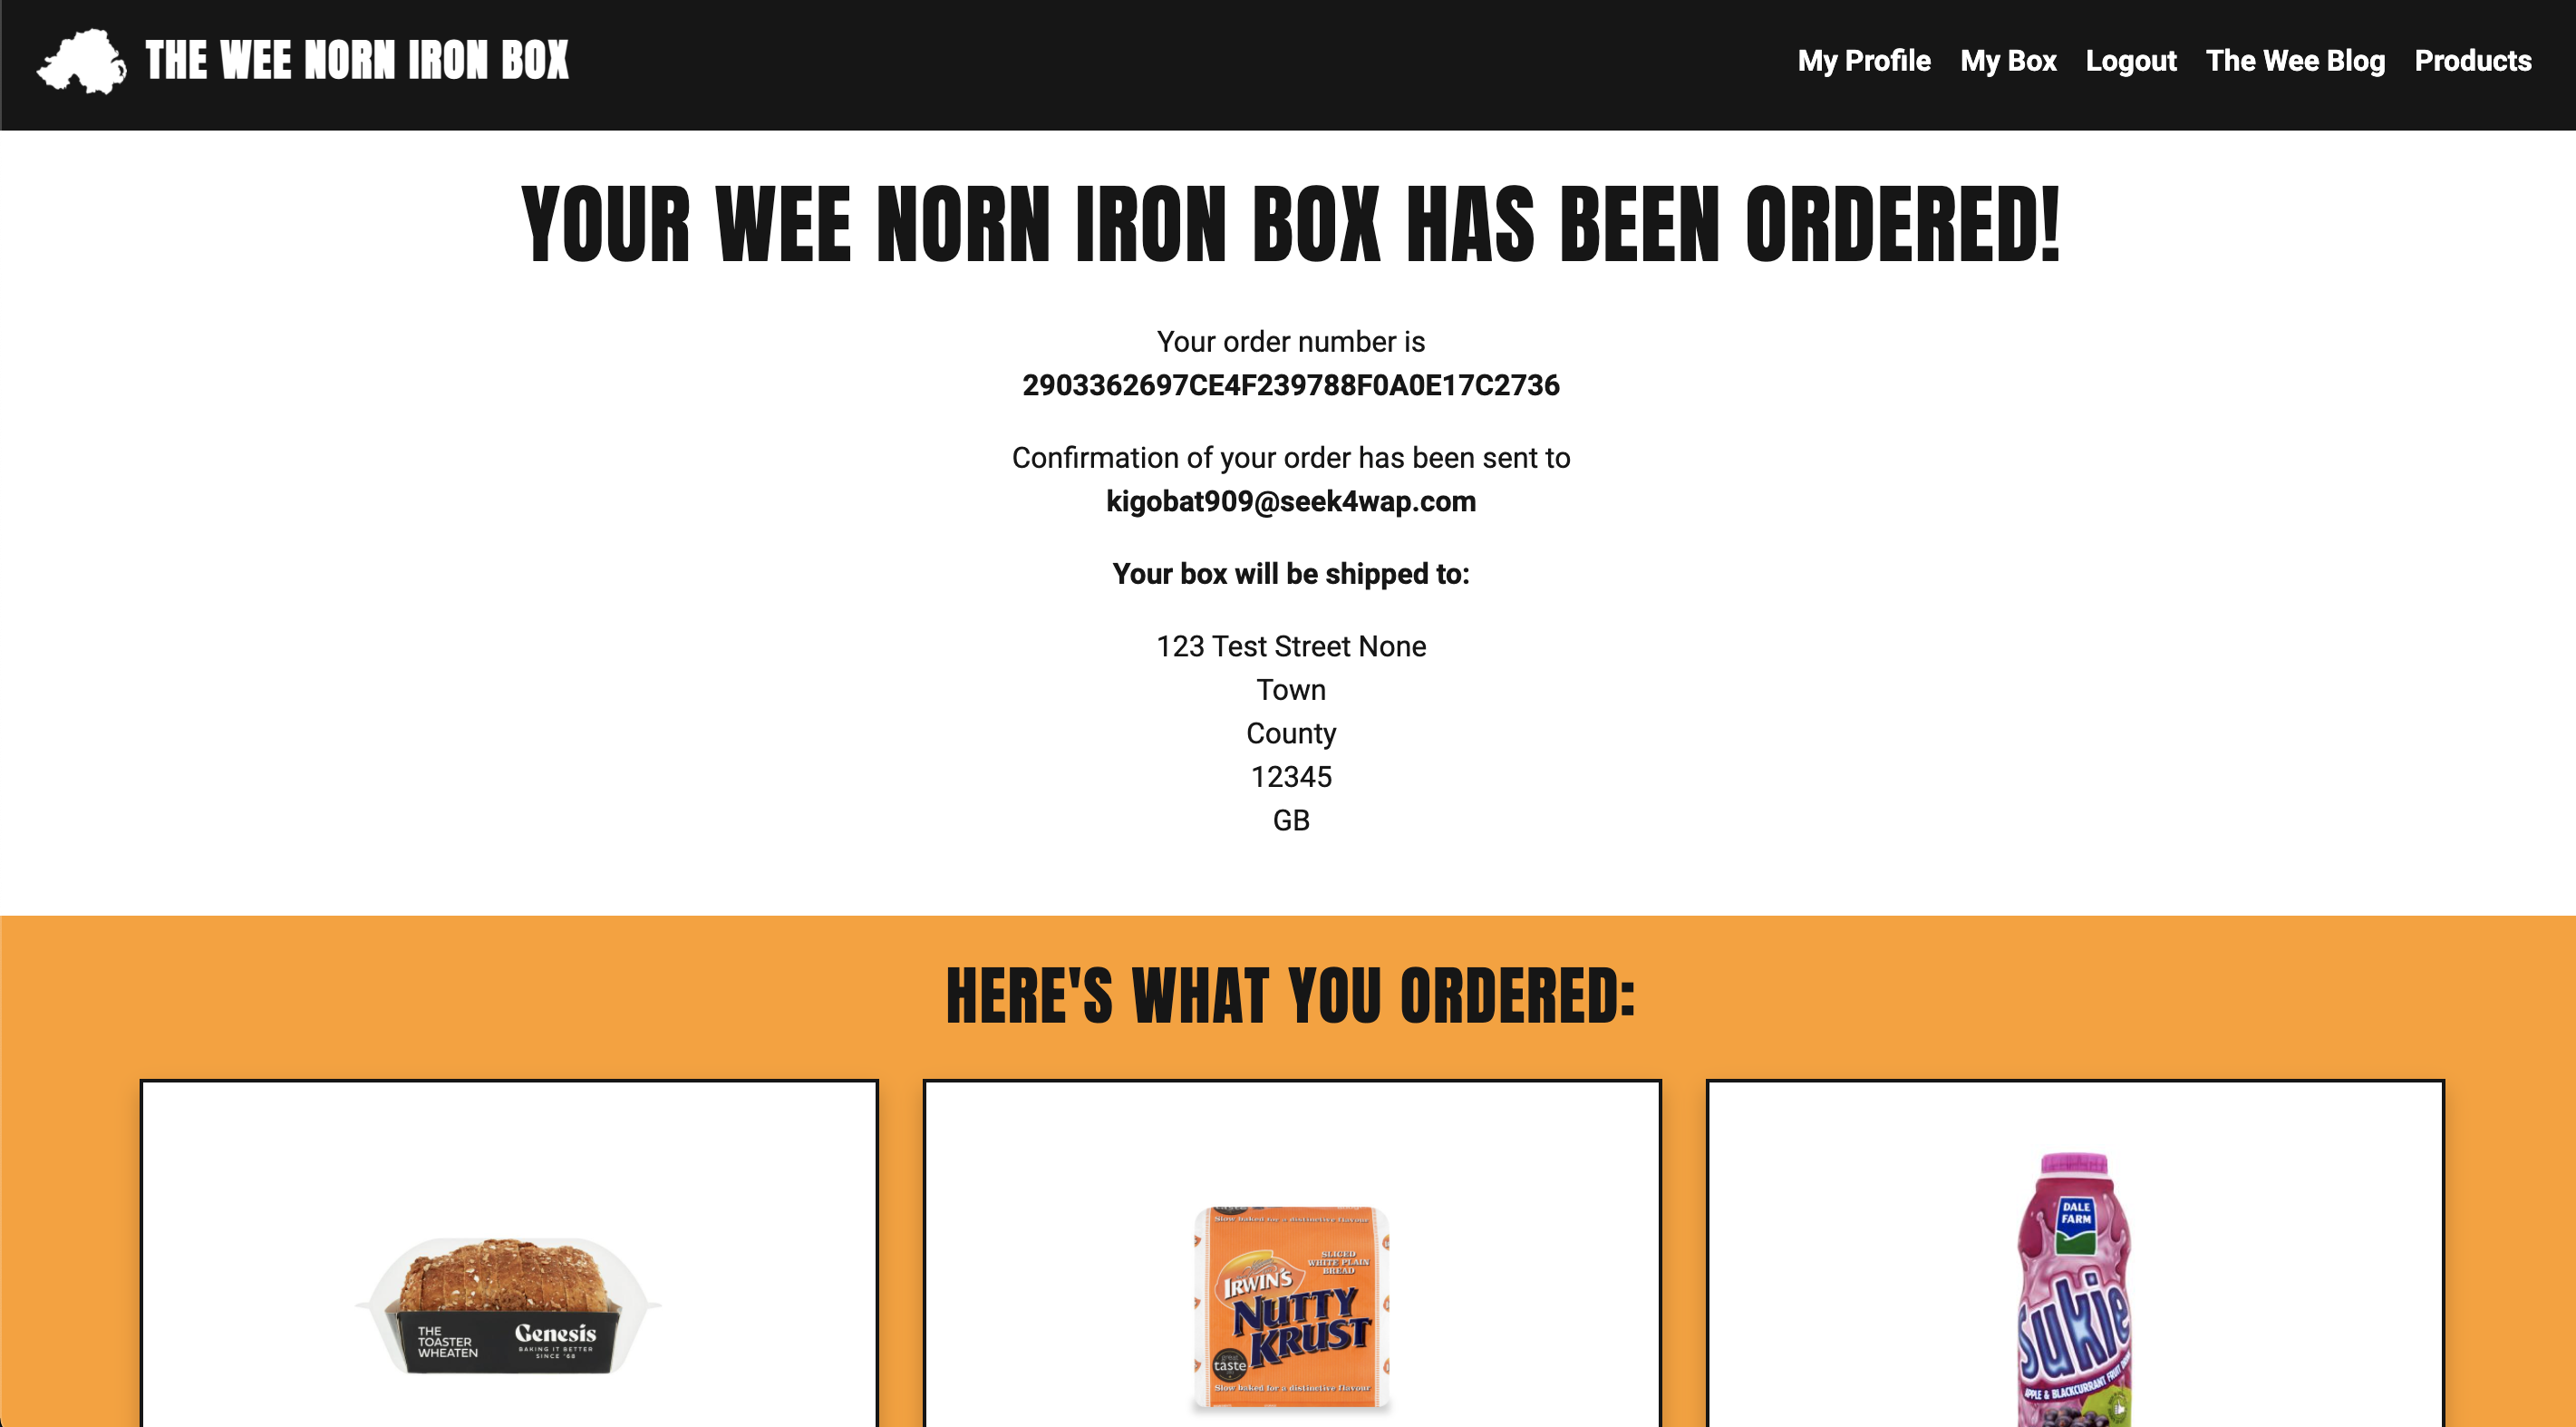 THE WEE NORN IRON BOX
My Profile My Box Logout The Wee Blog Products
YOUR WEE NORN IRON BOX HAS BEEN ORDERED!
Your order number is
2903362697CE4F239788F0A0E17C2736
Confirmation of your order has been sent to
kigobat909@seek4wap.com
Your box will be shipped to:
123 Test Street None
Town
County
12345
GB
HERE'S WHAT YOU ORDERED:
THE
TOASTER
WHEATEN
Genesis
BAKING IT BETTER
SINCE '68
Slow baked for a distinctive flavour
SLICED
WHITE PLAIN
BREAD
IRWIN'S
NUTTY
KRUST
great
taste
Slow baked for a distinctive flavour
DALE
FARM
Sukie
APPLE & BLACKCURRANT